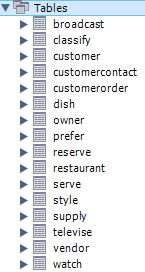 Tables
broadcast
classify
customer
customercontact
customerorder
dish
owner
prefer
reserve
restaurant
serve
style
supply
televise
vendor
watch